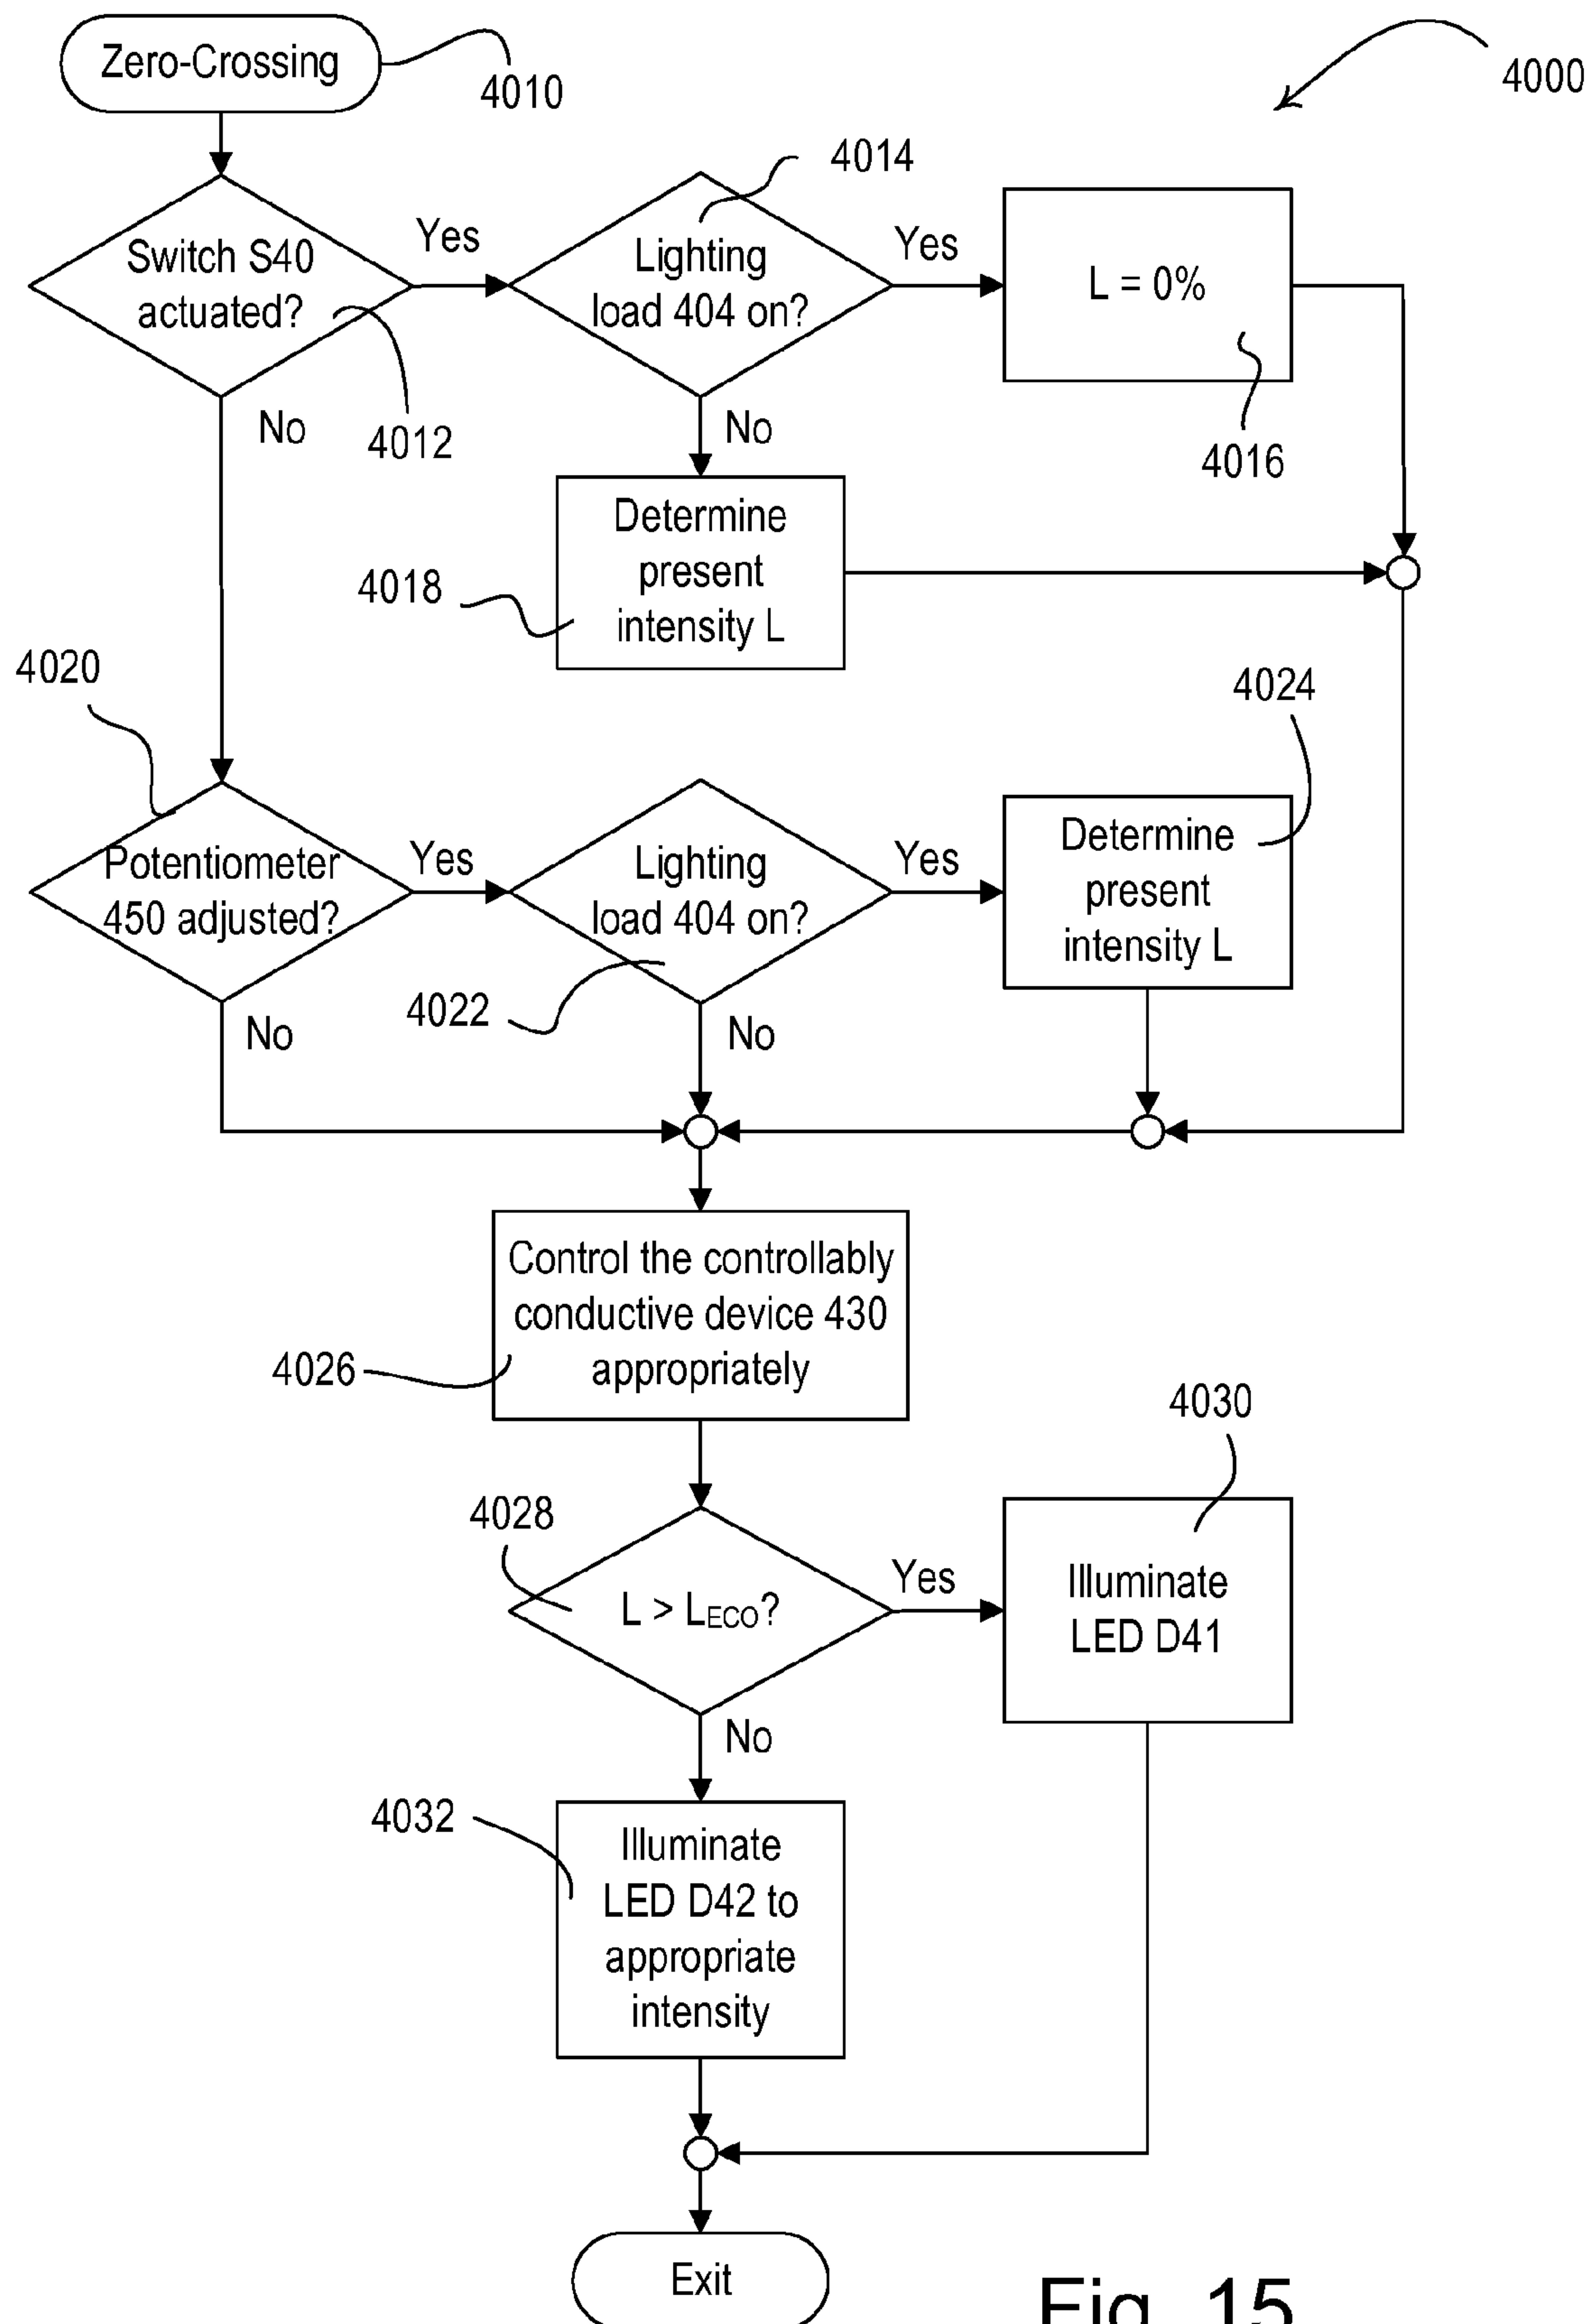 Zero-Crossing
4010
4000
4014
Switch S40
actuated?
Yes
Lighting
load 404 on?
Yes
L = 0%
No
4012
No
4016
Determine
present
intensity L
4018
4020
4024
Potentiometer
450 adjusted?
Yes
Lighting
load 404 on?
Yes
Determine
present
intensity L
No
4022
No
Control the controllably
conductive device 430
appropriately
4026
4030
4028
L > LECO?
Yes
Illuminate
LED D41
No
4032
Illuminate
LED D42 to
appropriate
intensity
Exit
Fig. 15